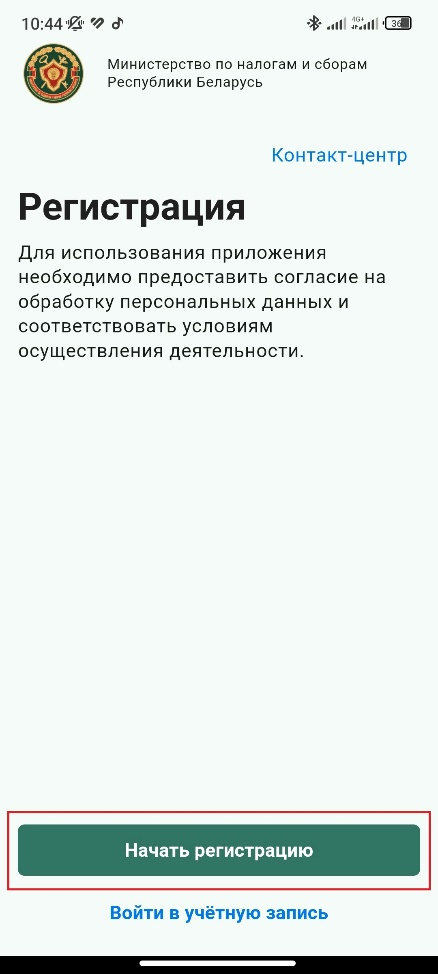 10:44
4G+
36
Министерство по налогам и сборам
Республики Беларусь
Контакт-центр
Регистрация
Для использования приложения
необходимо предоставить согласие на
обработку персональных данных и
соответствовать условиям
осуществления деятельности.
Начать регистрацию
Войти в учётную запись